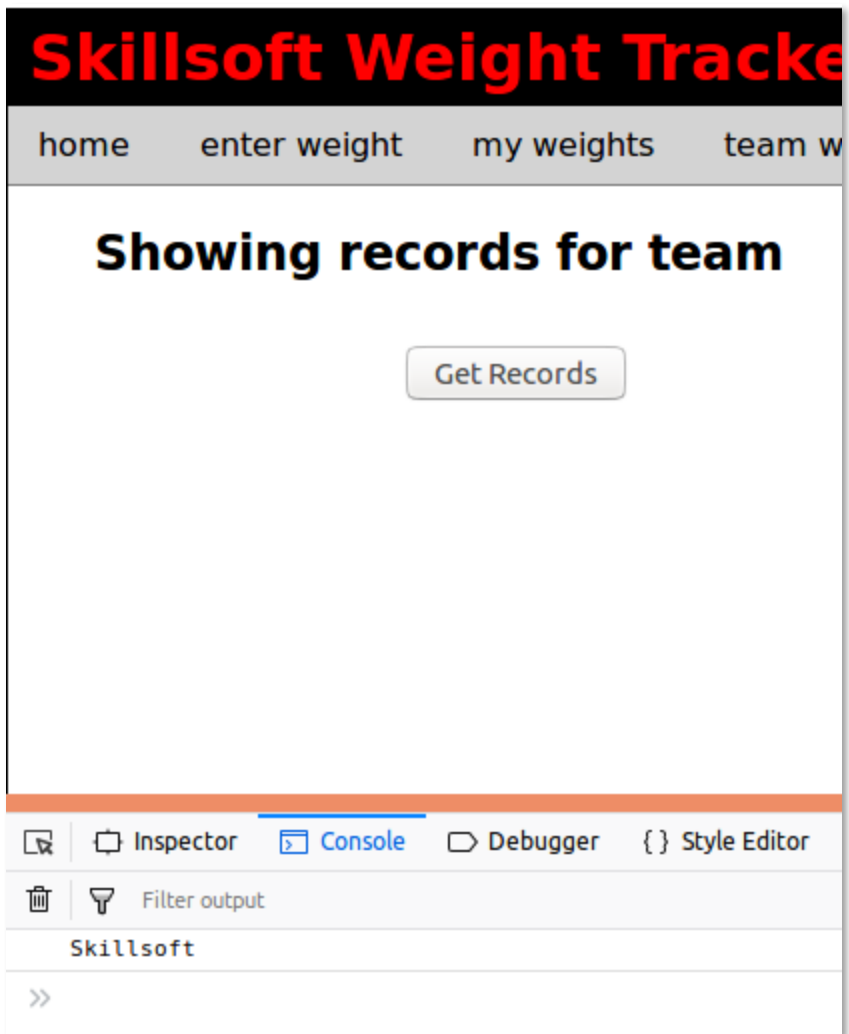 Skillsoft Weight Tracke
home enter weight my weights team w
Showing records for team
Get Records
Inspector Console Debugger { } Style Editor
Filter output
Skillsoft
»